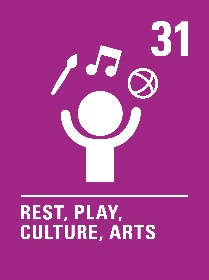 31
REST, PLAY,
CULTURE, ARTS